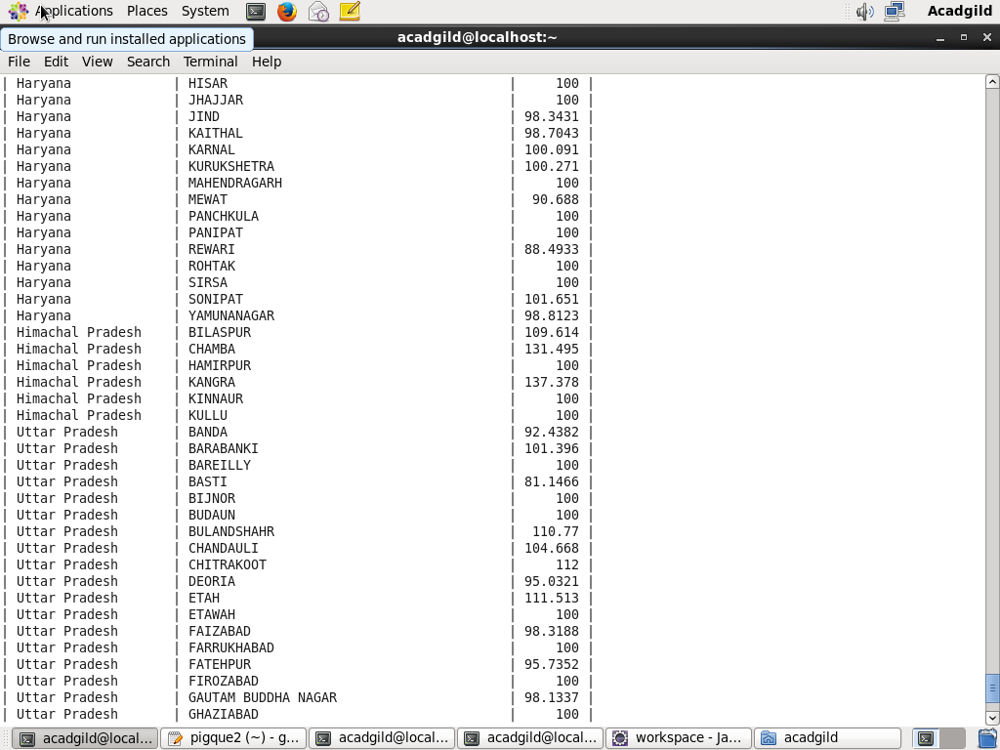 Applications Places System Acadgild
Browse and run installed applications
acadgild@localhost:~
File Edit View Search Terminal Help
| Haryana | HISAR | 100 |
| Haryana | JHAJJAR | 100 |
| Haryana | JIND | 98.3431 |
| Haryana | KAITHAL | 98.7043 |
| Haryana | KARNAL | 100.091 |
| Haryana | KURUKSHETRA | 100.271 |
| Haryana | MAHENDRAGARH | 100 |
| Haryana | MEWAT | 90.688 |
| Haryana | PANCHKULA | 100 |
| Haryana | PANIPAT | 100 |
| Haryana | REWARI | 88.4933 |
| Haryana | ROHTAK | 100 |
| Haryana | SIRSA | 100 |
| Haryana | SONIPAT | 101.651 |
| Haryana | YAMUNANAGAR | 98.8123 |
| Himachal Pradesh | BILASPUR | 109.614 |
| Himachal Pradesh | CHAMBA | 131.495 |
| Himachal Pradesh | HAMIRPUR | 100 |
| Himachal Pradesh | KANGRA | 137.378 |
| Himachal Pradesh | KINNAUR | 100 |
| Himachal Pradesh | KULLU | 100 |
| Uttar Pradesh | BANDA | 92.4382 |
| Uttar Pradesh | BARABANKI | 101.396 |
| Uttar Pradesh | BAREILLY | 100 |
| Uttar Pradesh | BASTI | 81.1466 |
| Uttar Pradesh | BIJNOR | 100 |
| Uttar Pradesh | BUDAUN | 100 |
| Uttar Pradesh | BULANDSHAHR | 110.77 |
| Uttar Pradesh | CHANDAULI | 104.668 |
| Uttar Pradesh | CHITRAKOOT | 112 |
| Uttar Pradesh | DEORIA | 95.0321 |
| Uttar Pradesh | ETAH | 111.513 |
| Uttar Pradesh | ETAWAH | 100 |
| Uttar Pradesh | FAIZABAD | 98.3188 |
| Uttar Pradesh | FARRUKHABAD | 100 |
| Uttar Pradesh | FATEHPUR | 95.7352 |
| Uttar Pradesh | FIROZABAD | 100 |
| Uttar Pradesh | GAUTAM BUDDHA NAGAR | 98.1337 |
| Uttar Pradesh | GHAZIABAD | 100 |
acadgild@local... pigque2 (~) - g... acadgild@local... acadgild@local... workspace - Ja... acadgild